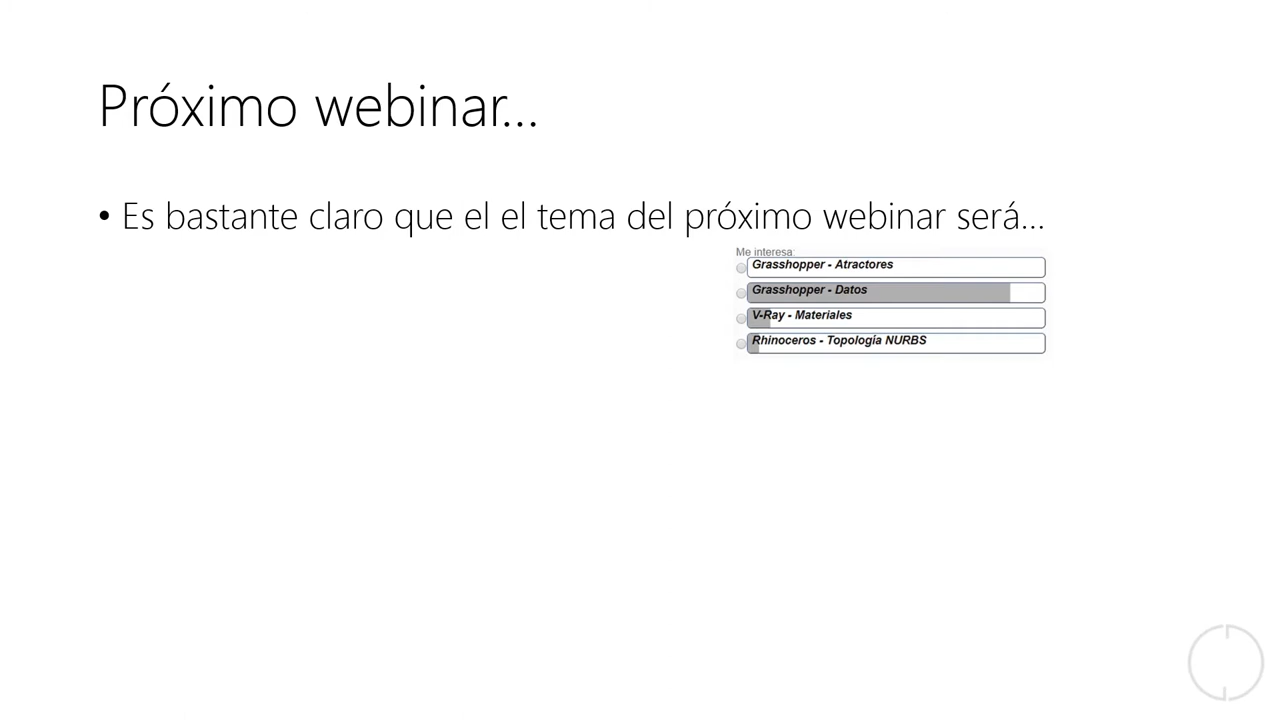 Próximo webinar...
• Es bastante claro que el el tema del próximo webinar será...
Me interesa:
Grasshopper - Atractores
Grasshopper - Datos
V-Ray - Materiales
Rhinoceros - Topología NURBS